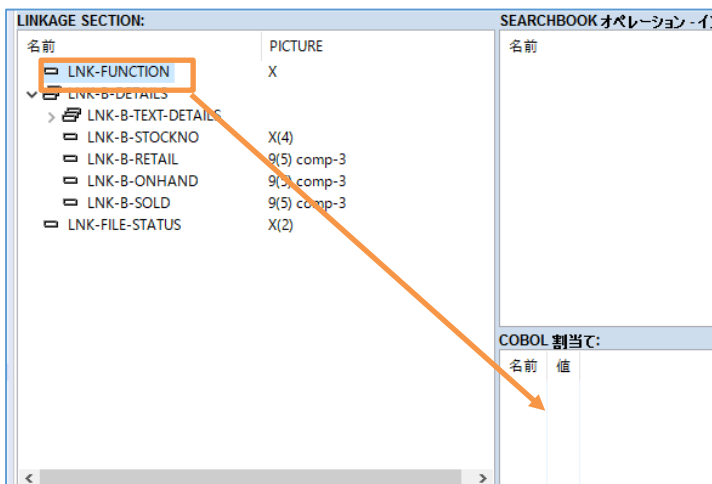 LINKAGE SECTION:
名前 PICTURE
LNK-FUNCTION X
LNK-B-DETAILS
LNK-B-TEXT-DETAILS
LNK-B-STOCKNO X(4)
LNK-B-RETAIL 9(5) comp-3
LNK-B-ONHAND 9(5) comp-3
LNK-B-SOLD 9(5) comp-3
LNK-FILE-STATUS X(2)
SEARCHBOOK オペレーション - イン
名前
COBOL 割当て:
名前 値